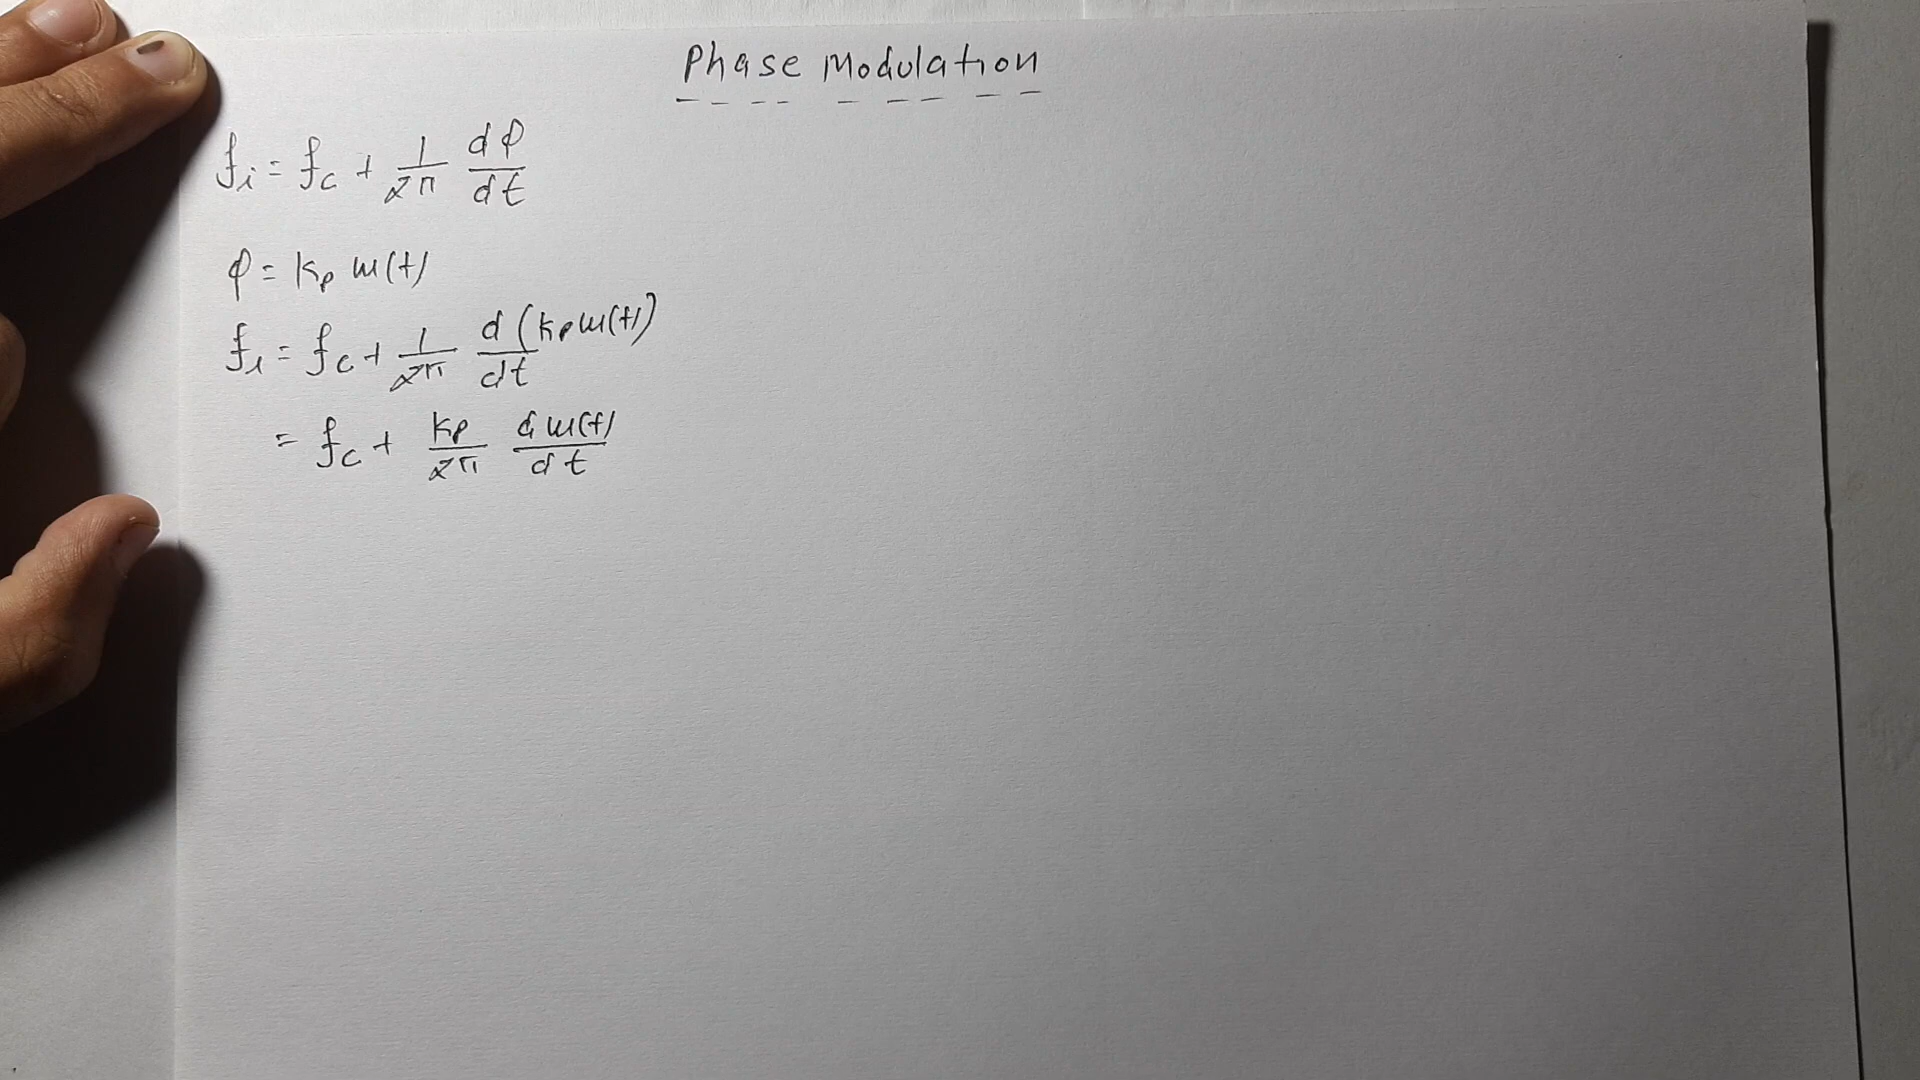 Phase Modulation
fi = fc + 1/2π dφ/dt
φ = kp m(t)
fi = fc + 1/2π d(kp m(t))/dt
= fc + kp/2π d m(t)/dt